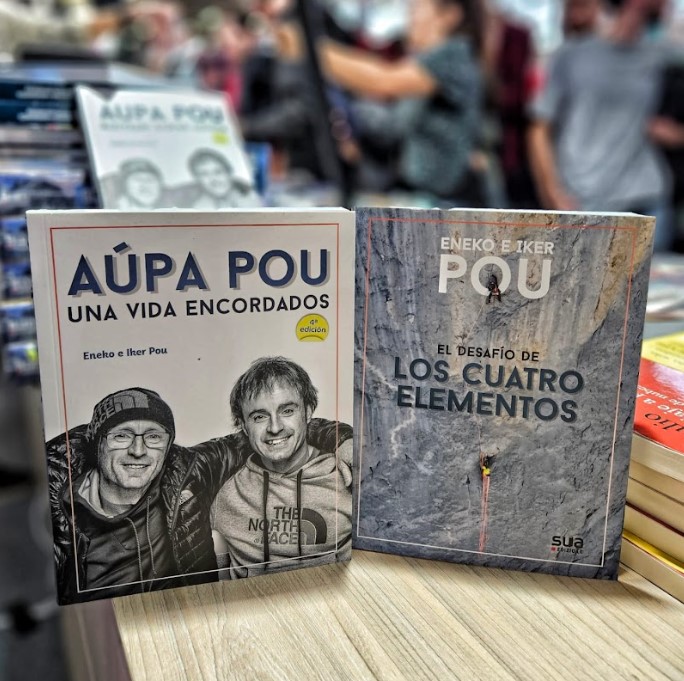 AÚPA POU
AÚPA POU
UNA VIDA ENCORDADOS
4ª
edición
Eneko e Iker Pou
THE
NORTH
FACE
ENEKO E IKER
POU
EL DESAFÍO DE
LOS CUATRO
ELEMENTOS
sua